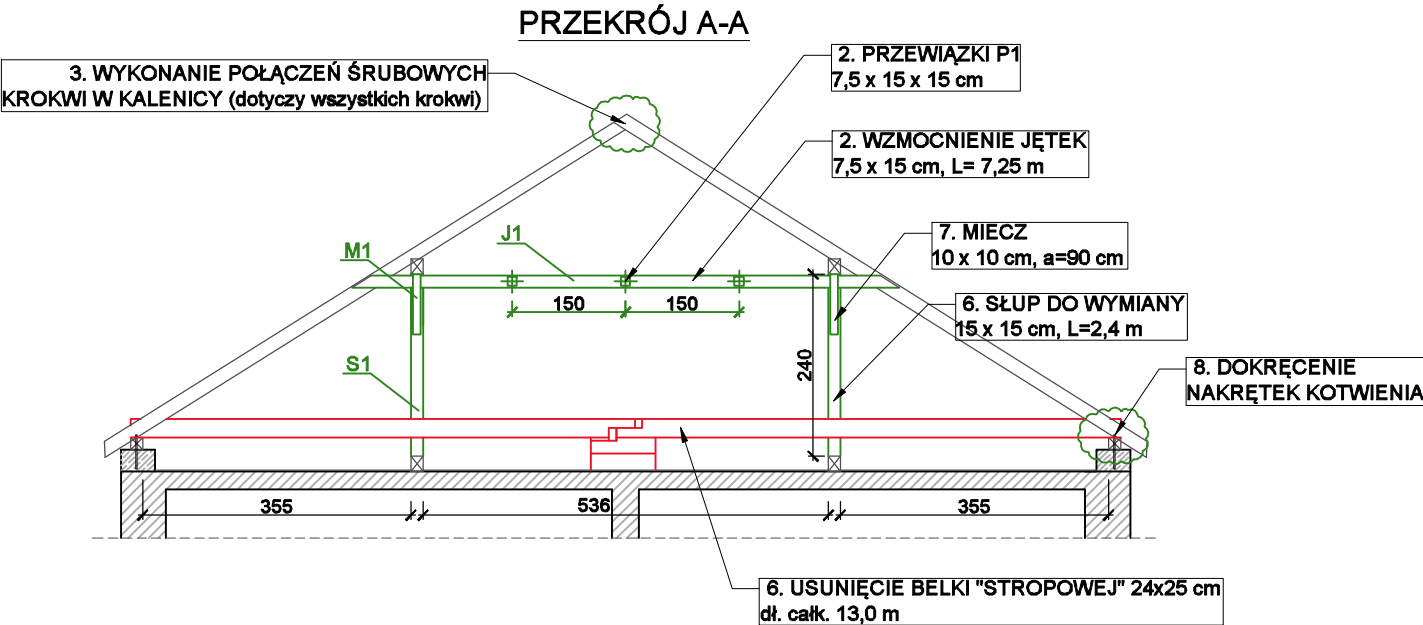 PRZEKRÓJ A-A
3. WYKONANIE POŁĄCZEŃ ŚRUBOWYCH
KROKWI W KALENICY (dotyczy wszystkich krokwi)
2. PRZEWIĄZKI P1
7,5 x 15 x 15 cm
2. WZMOCNIENIE JĘTEK
7,5 x 15 cm, L= 7,25 m
7. MIECZ
10 x 10 cm, a=90 cm
6. SŁUP DO WYMIANY
15 x 15 cm, L=2,4 m
8. DOKRĘCENIE
NAKRĘTEK KOTWIENIA
M1
J1
150
150
S1
240
355
536
355
6. USUNIĘCIE BELKI "STROPOWEJ" 24x25 cm
dł. całk. 13,0 m